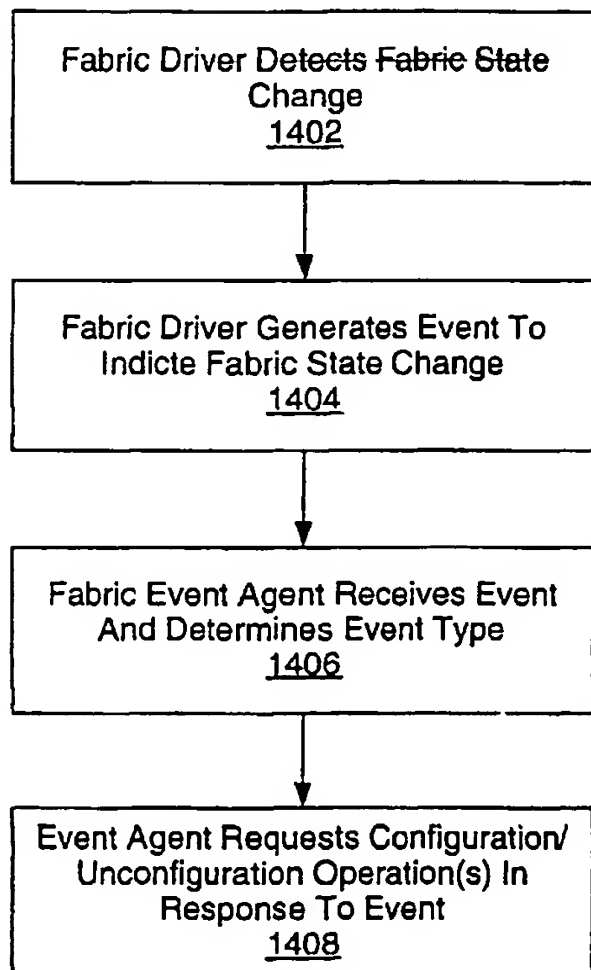 Fabric Driver Detects Fabric State
Change
1402
Fabric Driver Generates Event To
Indicte Fabric State Change
1404
Fabric Event Agent Receives Event
And Determines Event Type
1406
Event Agent Requests Configuration/
Unconfiguration Operation(s) In
Response To Event
1408